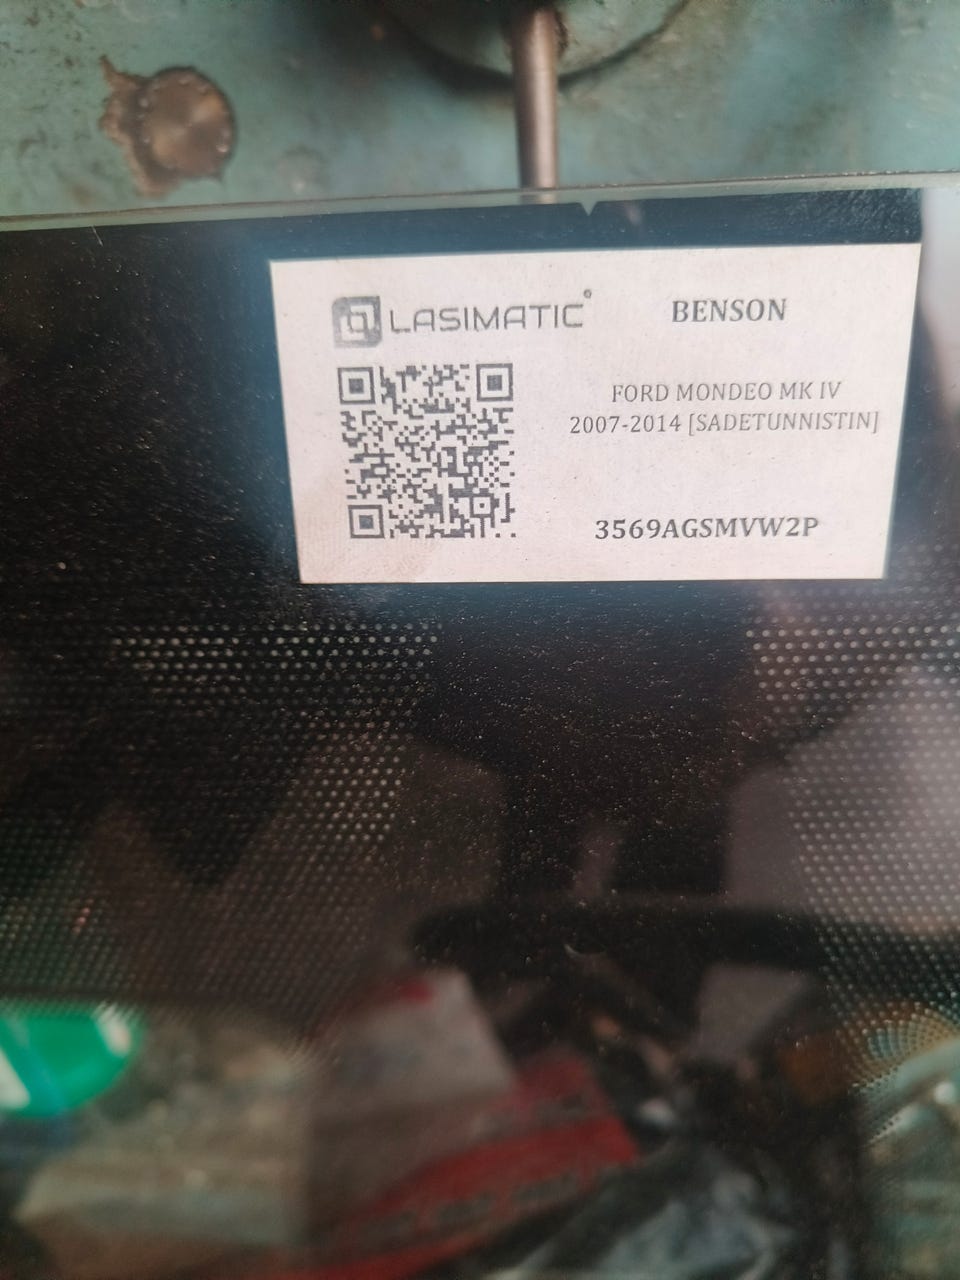 LASIMATIC®
BENSON
FORD MONDEO MK IV
2007-2014 [SADETUNNISTIN]
3569AGSMVW2P